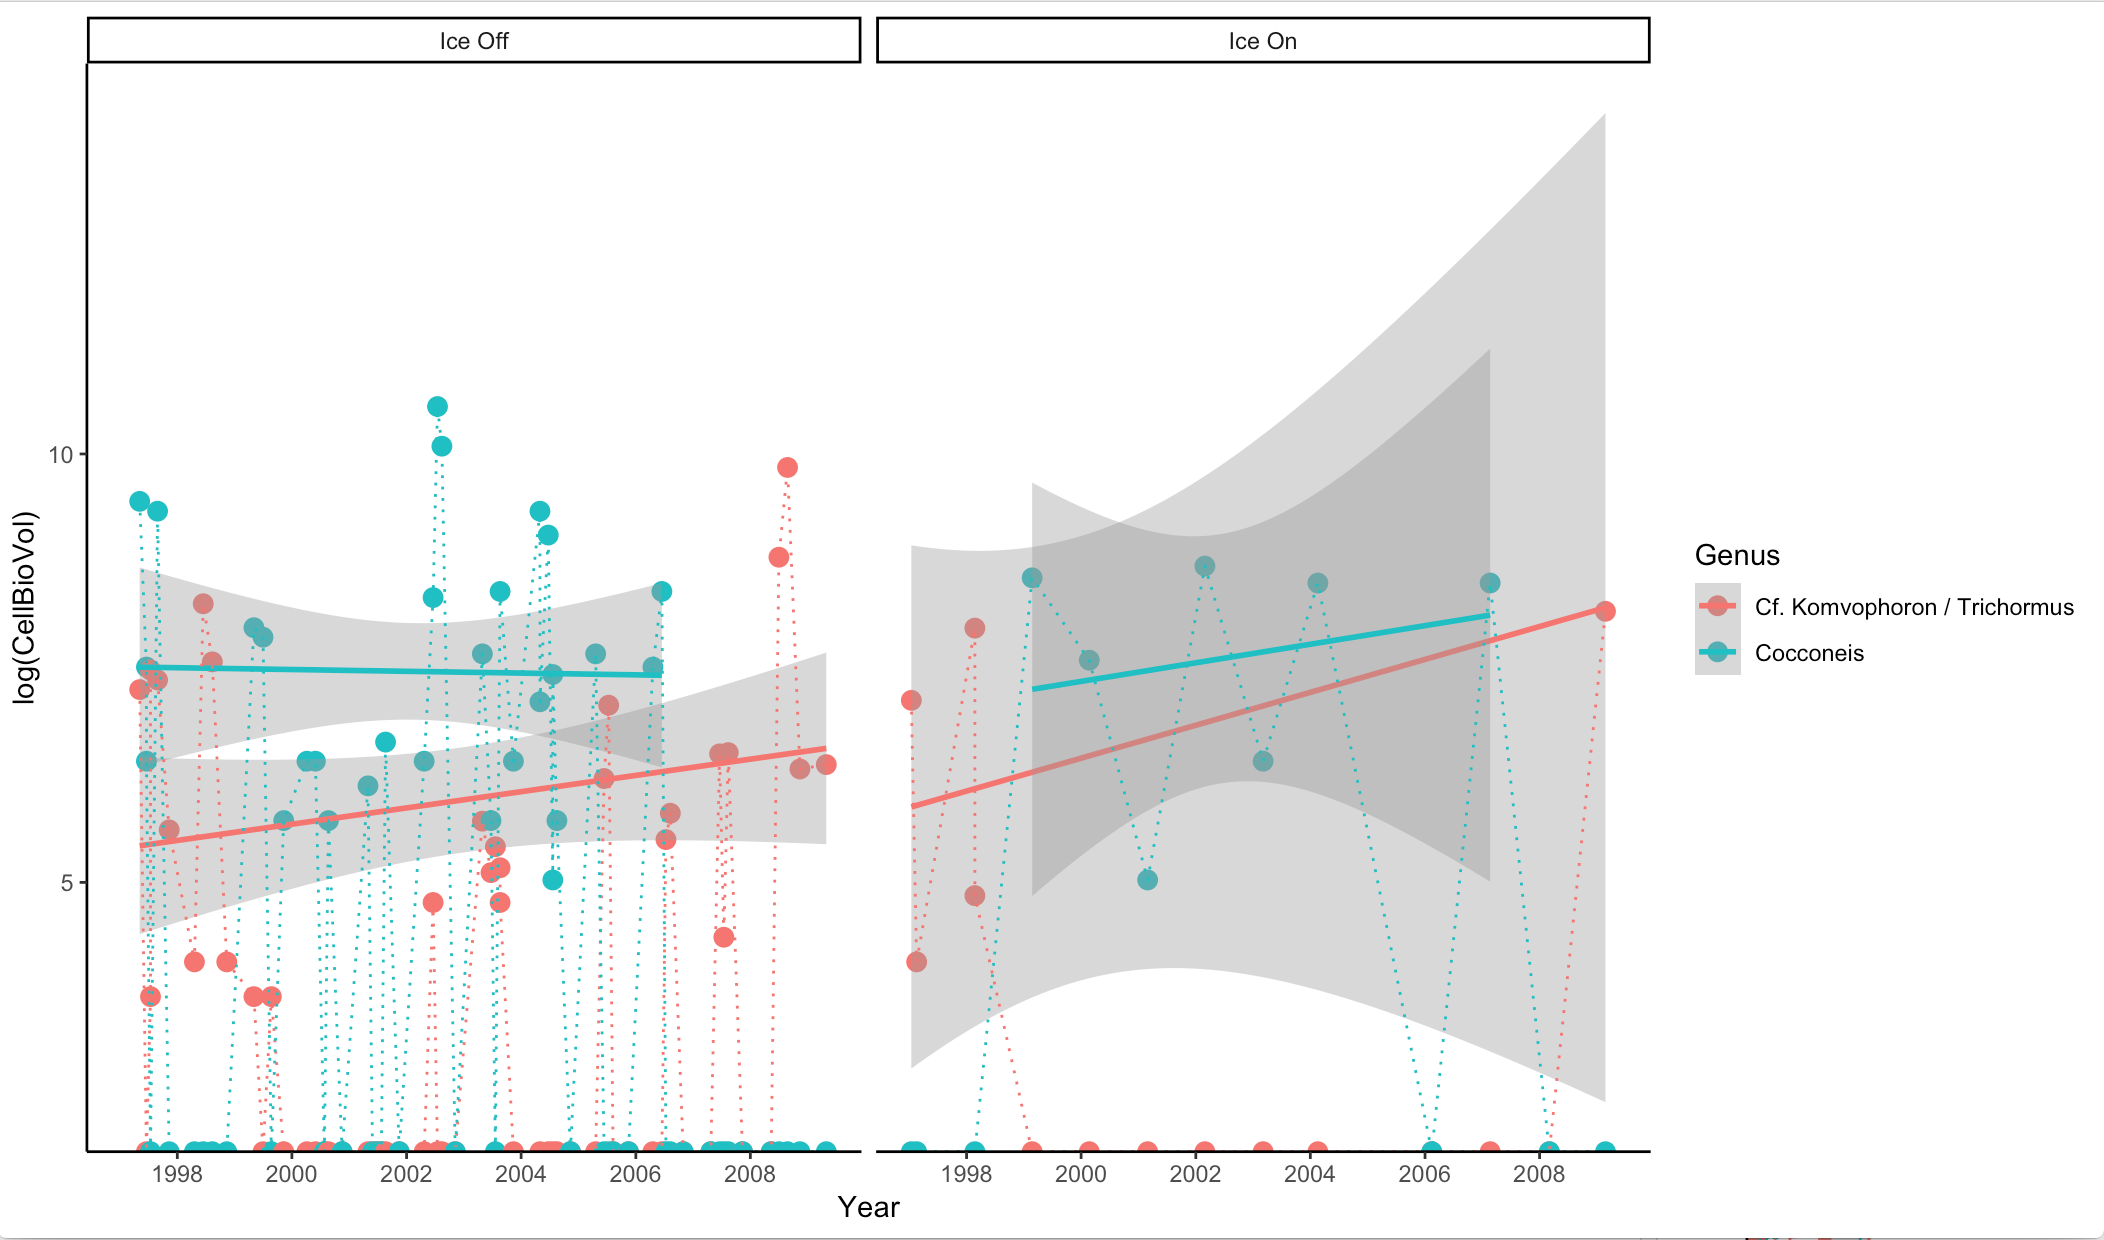 Ice Off
Ice On
log(CellBioVol)
10
5
1998 2000 2002 2004 2006 2008
1998 2000 2002 2004 2006 2008
Year
Genus
Cf. Komvophoron / Trichormus
Cocconeis